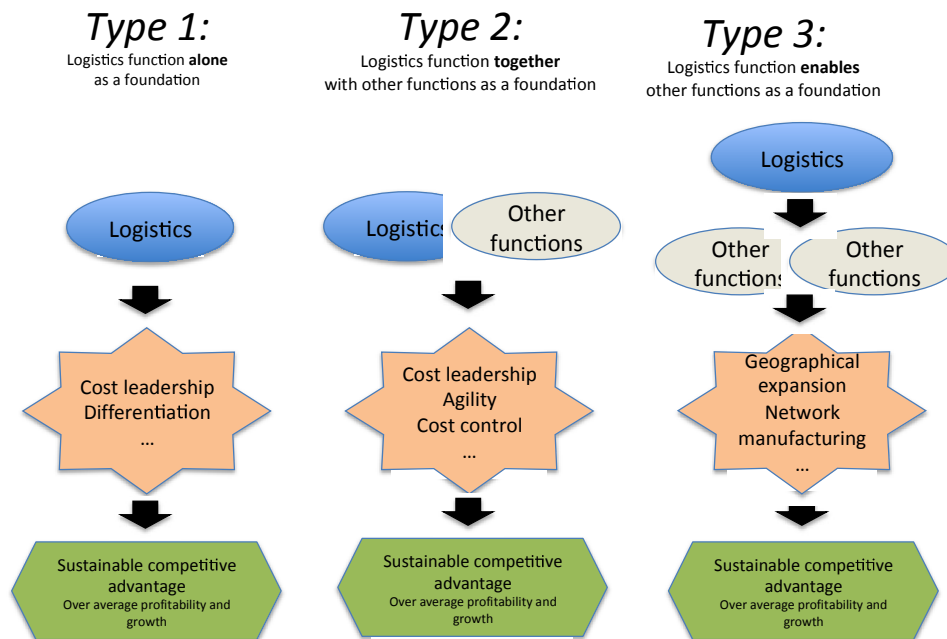 Type 1:
Logistics function alone
as a foundation
Logistics
Cost leadership
Differentiation
...
Sustainable competitive
advantage
Over average profitability and
growth
Type 2:
Logistics function together
with other functions as a foundation
Logistics
Other
functions
Cost leadership
Agility
Cost control
...
Sustainable competitive
advantage
Over average profitability and
growth
Type 3:
Logistics function enables
other functions as a foundation
Logistics
Other
functions
Other
functions
Geographical
expansion
Network
manufacturing
...
Sustainable competitive
advantage
Over average profitability and
growth